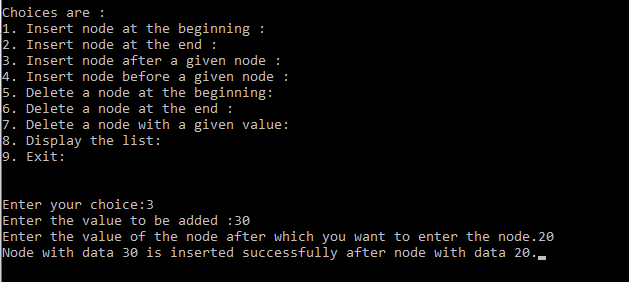 Choices are :
1. Insert node at the beginning :
2. Insert node at the end :
3. Insert node after a given node :
4. Insert node before a given node :
5. Delete a node at the beginning:
6. Delete a node at the end :
7. Delete a node with a given value:
8. Display the list:
9. Exit:
Enter your choice:3
Enter the value to be added :30
Enter the value of the node after which you want to enter the node.20
Node with data 30 is inserted successfully after node with data 20.